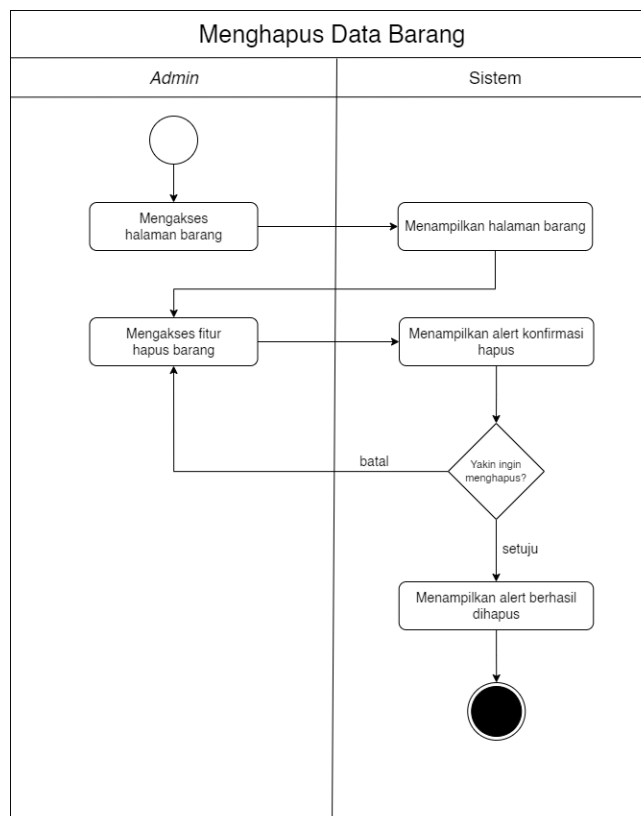 Menghapus Data Barang
Admin
Sistem
Mengakses
halaman barang
Menampilkan halaman barang
Mengakses fitur
hapus barang
Menampilkan alert konfirmasi
hapus
Yakin ingin
menghapus?
batal
setuju
Menampilkan alert berhasil
dihapus